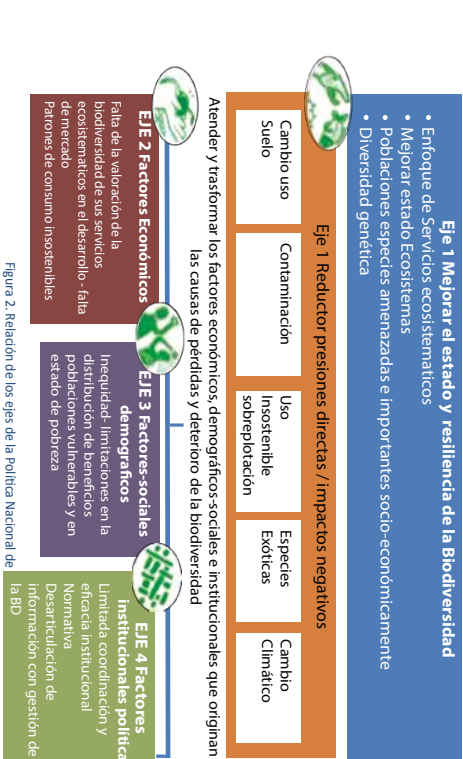 Eje 1 Mejorar el estado y resiliencia de la Biodiversidad
• Enfoque de Servicios ecosistematicos
• Mejorar estado Ecosistemas
• Poblaciones especies amenazadas e importantes socio-económicamente
• Diversidad genética
Eje 1 Reductor presiones directas / impactos negativos
Cambio uso
Suelo
Contaminación
Uso
Insostenible
sobreplotación
Especies
Exóticas
Cambio
Climático
Atender y trasformar los factores económicos, demográficos-sociales e institucionales que originan
las causas de pérdidas y deterioro de la biodiversidad
EJE 2 Factores Económicos
Falta de la valoración de la
biodiversidad de sus servicios
ecosistematicos en el desarrollo - falta
de mercado
Patrones de consumo insostenibles
EJE 3 Factores-sociales
demograficos
Inequidad- limitaciones en la
distribución de beneficios
poblaciones vulnerables y en
estado de pobreza
EJE 4 Factores
institucionales política
Limitada coordinación y
eficacia institucional
Normativa
Desarticulación de
información con gestión de
la BD
Figura 2. Relación de los ejes de la Política Nacional de